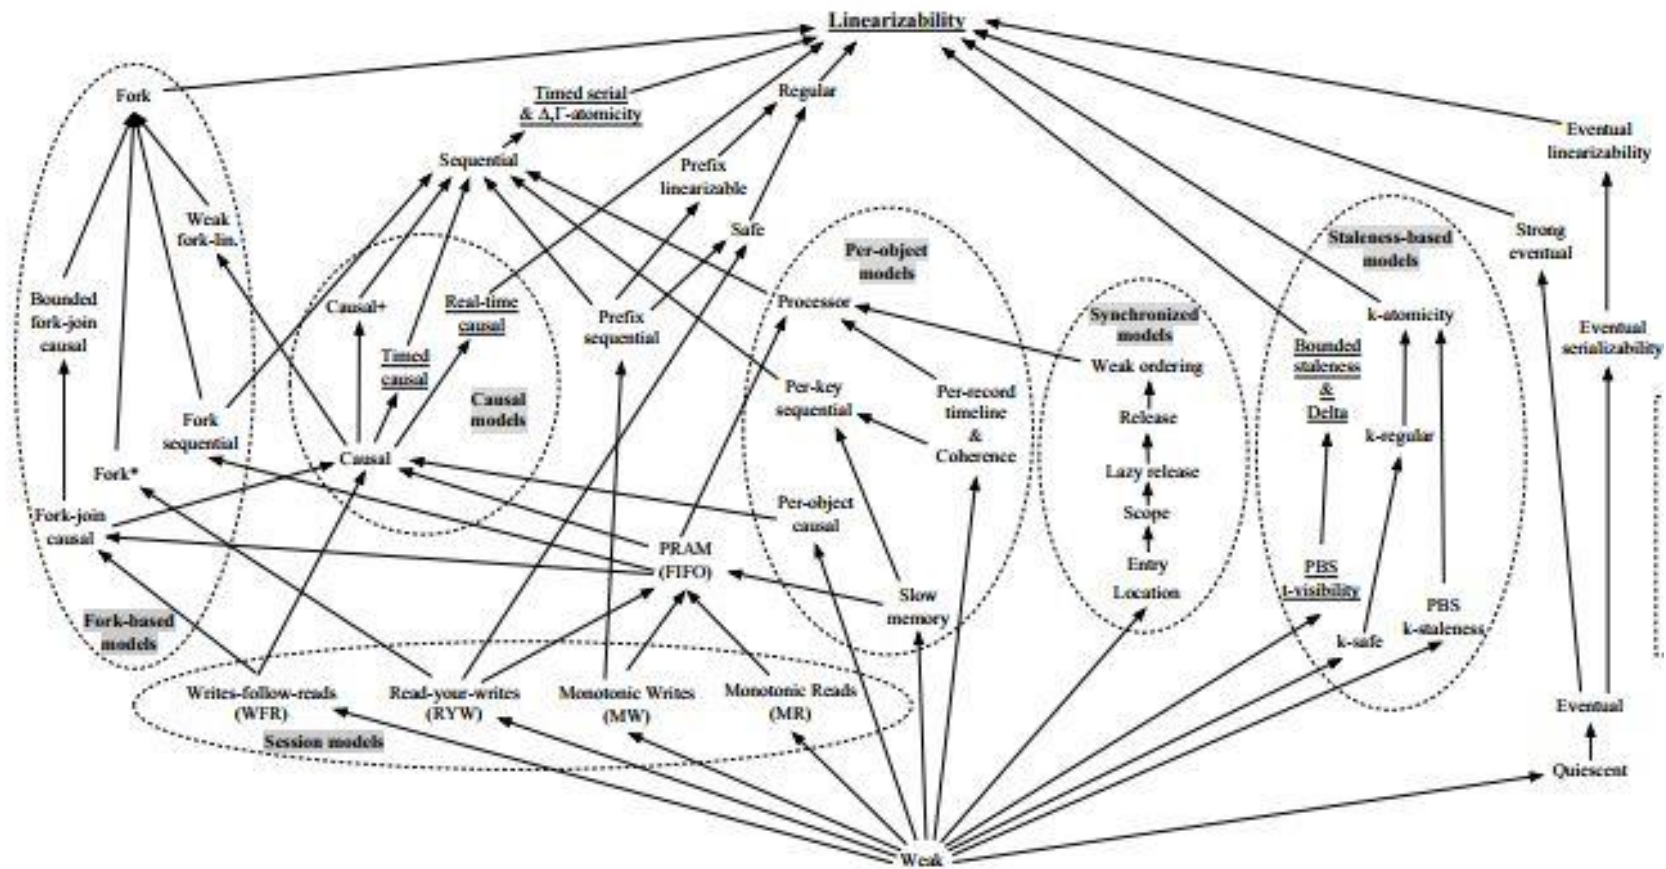 Linearizability
Fork
Timed serial
& Δ,Γ-atomicity
Regular
Eventual
linearizability
Sequential
Prefix
linearizable
Weak
fork-lin.
Safe
Per-object
models
Staleness-based
models
Strong
eventual
Bounded
fork-join
causal
Causal+
Real-time
causal
Prefix
sequential
Processor
Synchronized
models
k-atomicity
Eventual
serializability
Timed
causal
Causal
models
Per-key
sequential
Per-record
timeline
&
Coherence
Weak ordering
Bounded
staleness
&
Delta
Fork
sequential
Release
k-regular
Causal
Fork*
Lazy release
Fork-join
causal
Per-object
causal
Scope
PRAM
(FIFO)
Entry
Location
PBS
t-visibility
Slow
memory
PBS
k-staleness
k-safe
Fork-based
models
Writes-follow-reads
(WFR)
Read-your-writes
(RYW)
Monotonic Writes
(MW)
Monotonic Reads
(MR)
Session models
Eventual
Quiescent
Weak